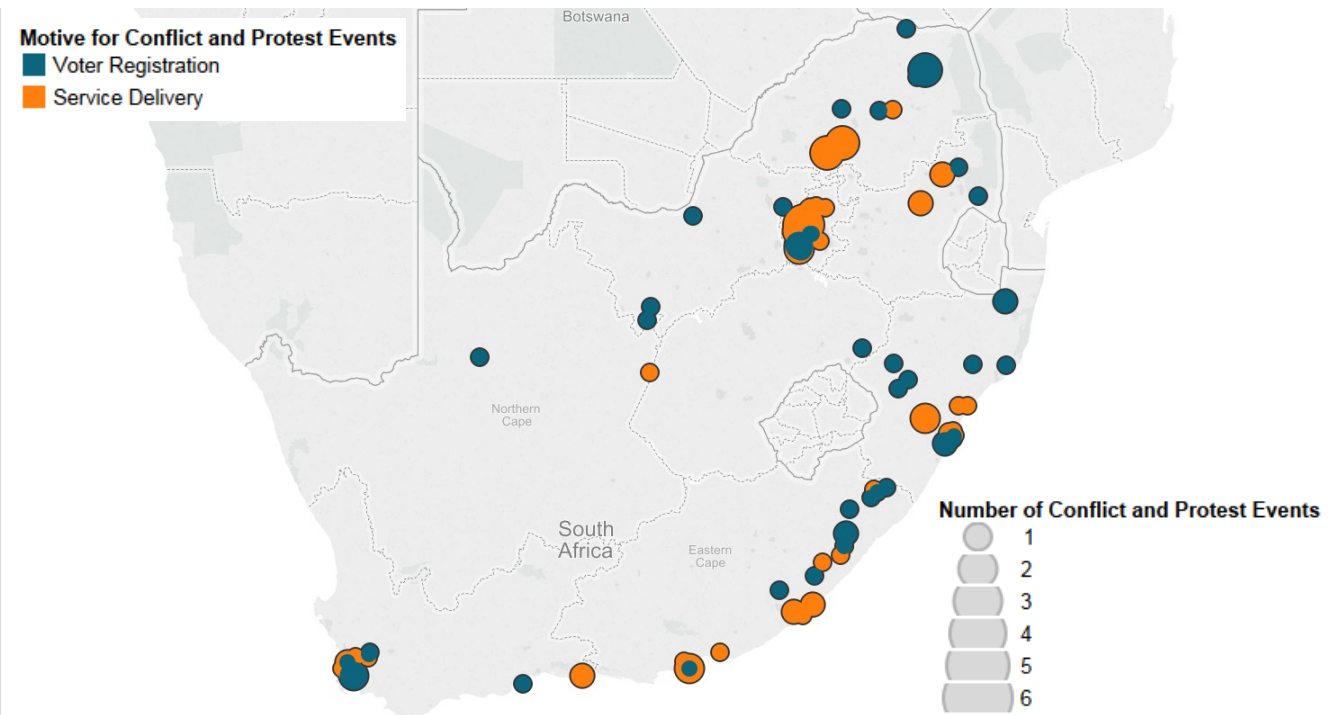 Botswana
Motive for Conflict and Protest Events
Voter Registration
Service Delivery
Northern
Cape
South
Africa
Eastern
Cape
Number of Conflict and Protest Events
1
2
3
4
5
6